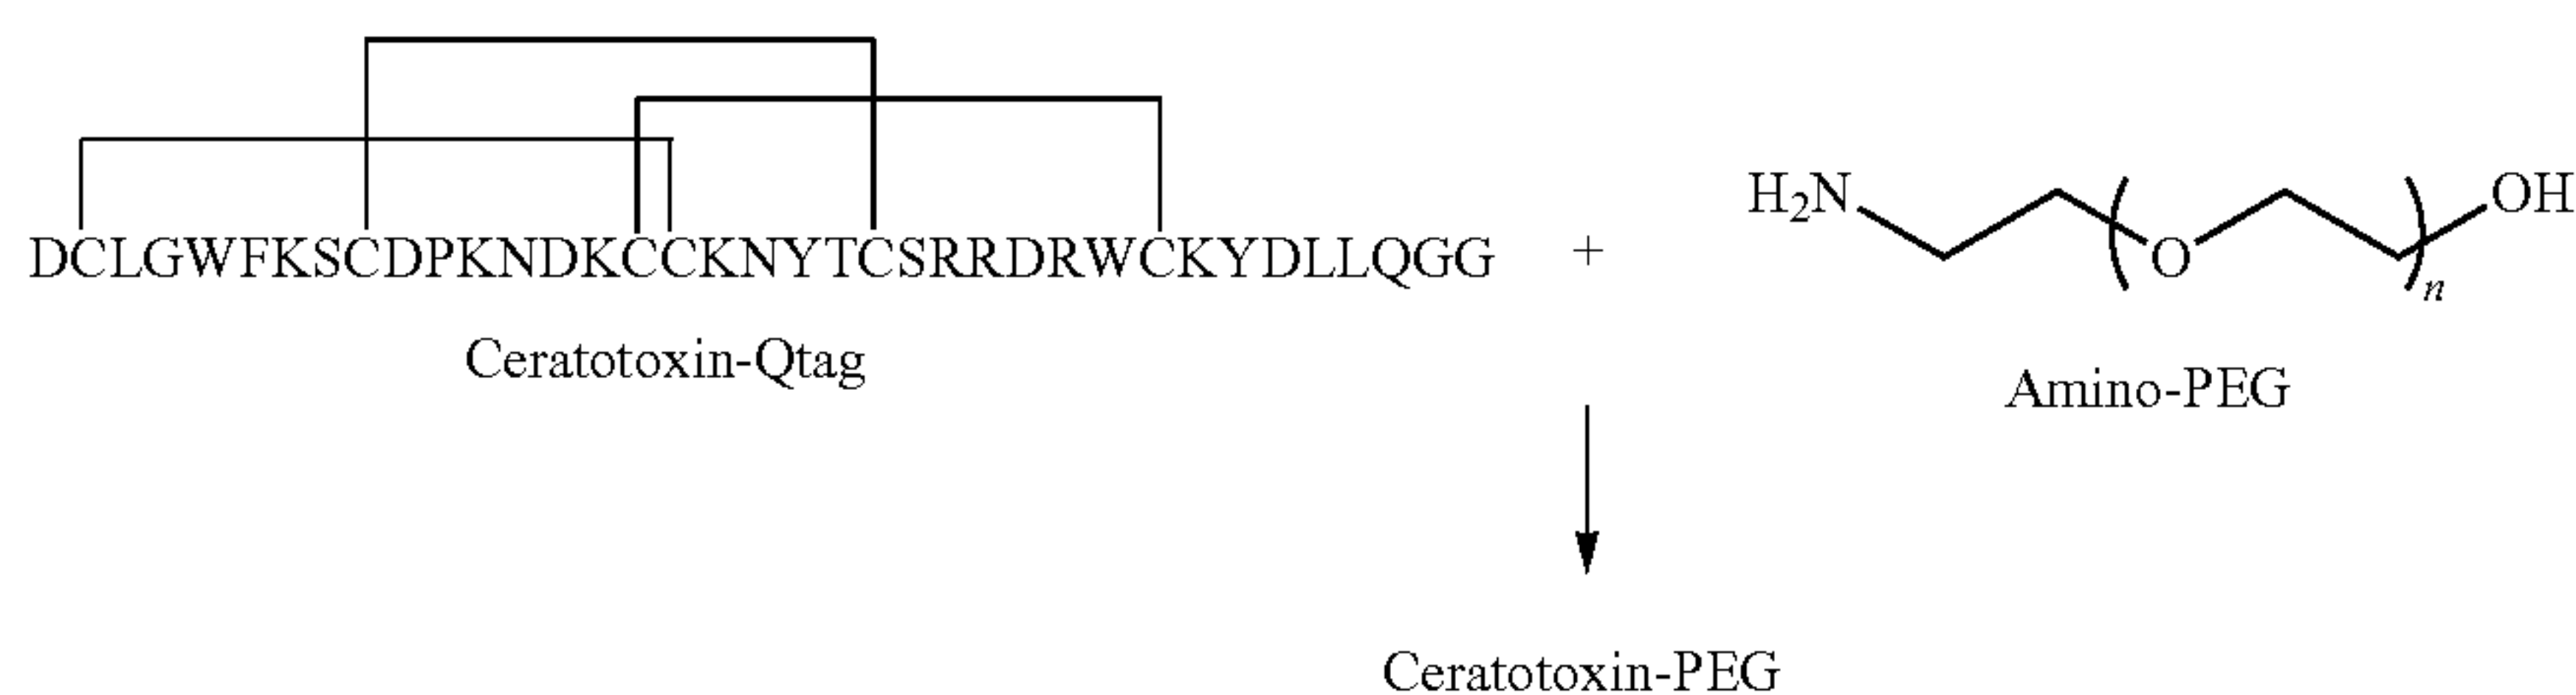 DCLGWFKSCDPKNDKCCKNYTCSRRDRWCKYDLLQGG + H₂N O n OH
Ceratotoxin-Qtag
Amino-PEG
Ceratotoxin-PEG